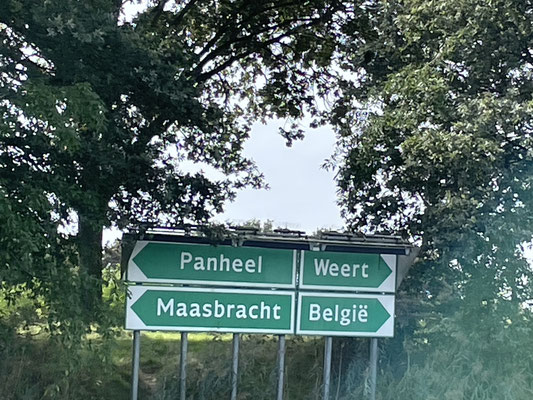 Panheel
Weert
Maasbracht
België